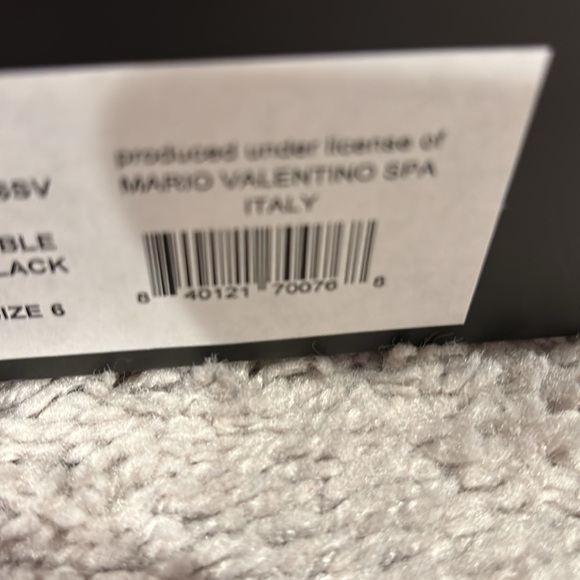 produced under license of
MARIO VALENTINO SPA
ITALY
SSV
BLE
LACK
IZE 6
8 40121 70076 8